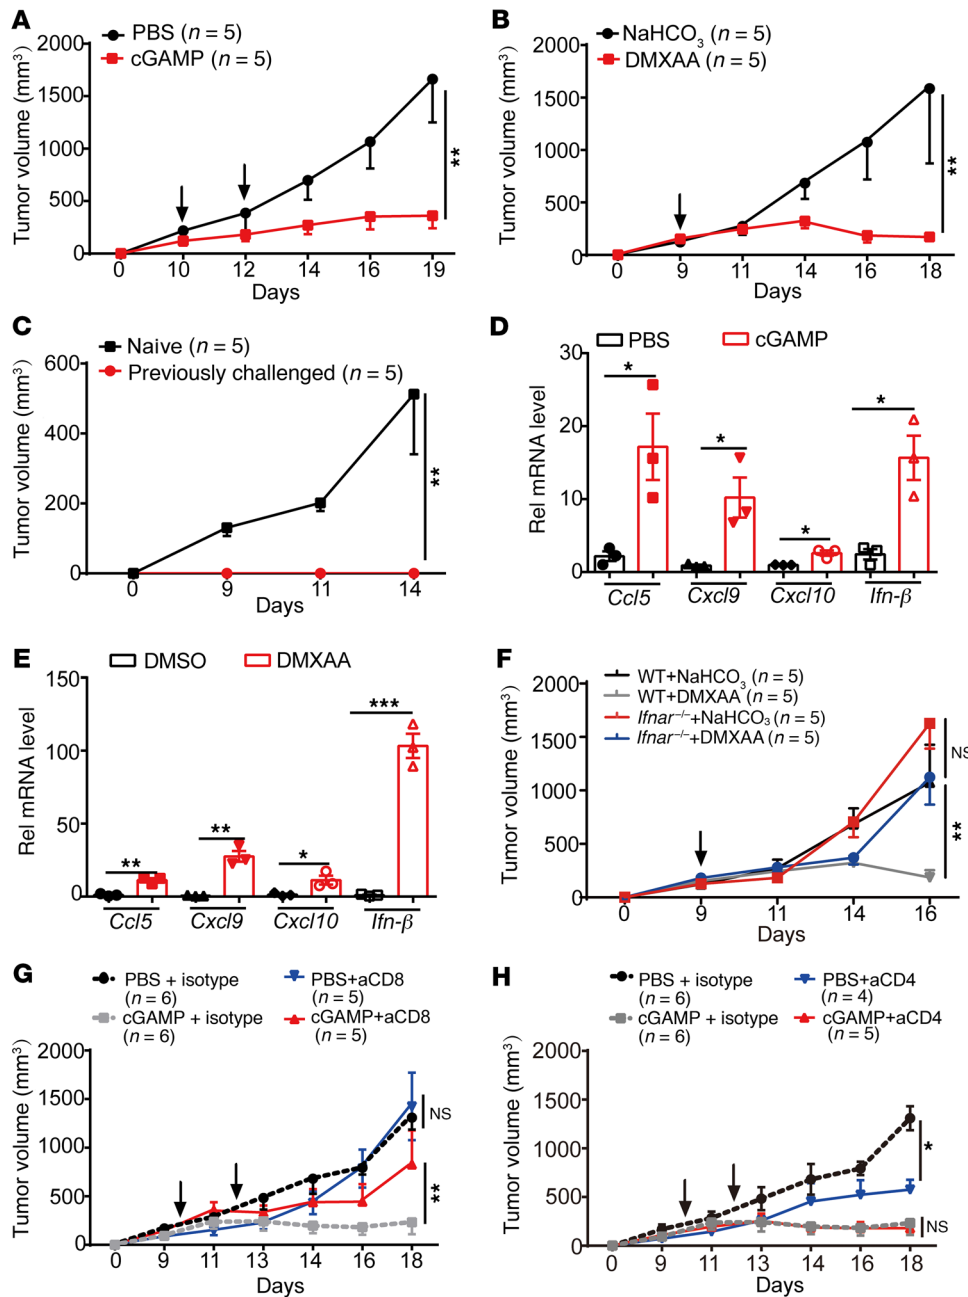 A
PBS (n = 5)
cGAMP (n = 5)
Tumor volume (mm³)
2000
1500
1000
500
0
0 10 12 14 16 19
Days
**
B
NaHCO₃ (n = 5)
DMXAA (n = 5)
Tumor volume (mm³)
2000
1500
1000
500
0
0 9 11 14 16 18
Days
**
C
Naive (n = 5)
Previously challenged (n = 5)
Tumor volume (mm³)
600
400
200
0
0 9 11 14
Days
**
D
PBS cGAMP
Rel mRNA level
30
20
10
0
* * * *
Ccl5 Cxcl9 Cxcl10 Ifn-β
E
DMSO DMXAA
Rel mRNA level
150
100
50
0
** ** * ***
Ccl5 Cxcl9 Cxcl10 Ifn-β
F
WT+NaHCO₃ (n = 5)
WT+DMXAA (n = 5)
Ifnar⁻/⁻+NaHCO₃ (n = 5)
Ifnar⁻/⁻+DMXAA (n = 5)
Tumor volume (mm³)
2000
1500
1000
500
0
0 9 11 14 16
Days
NS
**
G
PBS + isotype
(n = 6)
PBS+aCD8
(n = 5)
cGAMP + isotype
(n = 6)
cGAMP+aCD8
(n = 5)
Tumor volume (mm³)
2000
1500
1000
500
0
0 9 11 13 14 16 18
Days
NS
**
H
PBS + isotype
(n = 6)
PBS+aCD4
(n = 4)
cGAMP + isotype
(n = 6)
cGAMP+aCD4
(n = 5)
Tumor volume (mm³)
2000
1500
1000
500
0
0 9 11 13 14 16 18
Days
*
NS